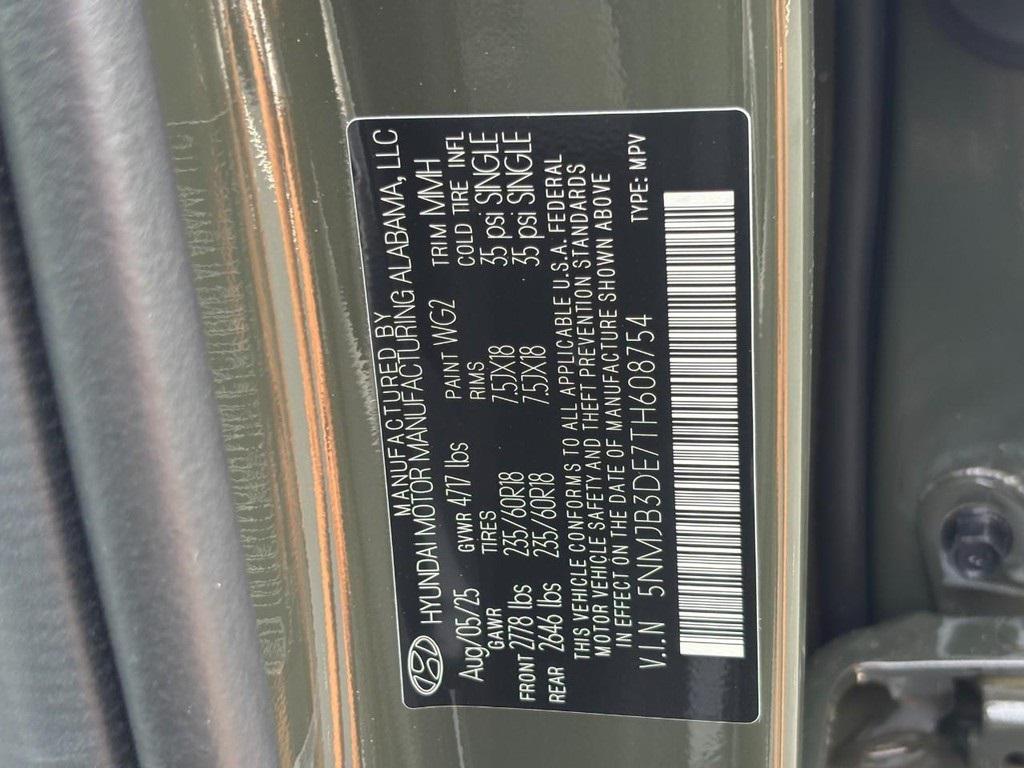 MANUFACTURED BY
HYUNDAI MOTOR MANUFACTURING ALABAMA, LLC
Aug/05/25 GVWR 4717 lbs PAINT WG2 TRIM MMH
GAWR TIRES RIMS COLD TIRE INFL
FRONT 2778 lbs 235/60R18 7.5JX18 35 psi SINGLE
REAR 2646 lbs 235/60R18 7.5JX18 35 psi SINGLE
THIS VEHICLE CONFORMS TO ALL APPLICABLE U.S.A. FEDERAL
MOTOR VEHICLE SAFETY AND THEFT PREVENTION STANDARDS
IN EFFECT ON THE DATE OF MANUFACTURE SHOWN ABOVE
V.I.N 5NMJB3DE7TH608754 TYPE: MPV